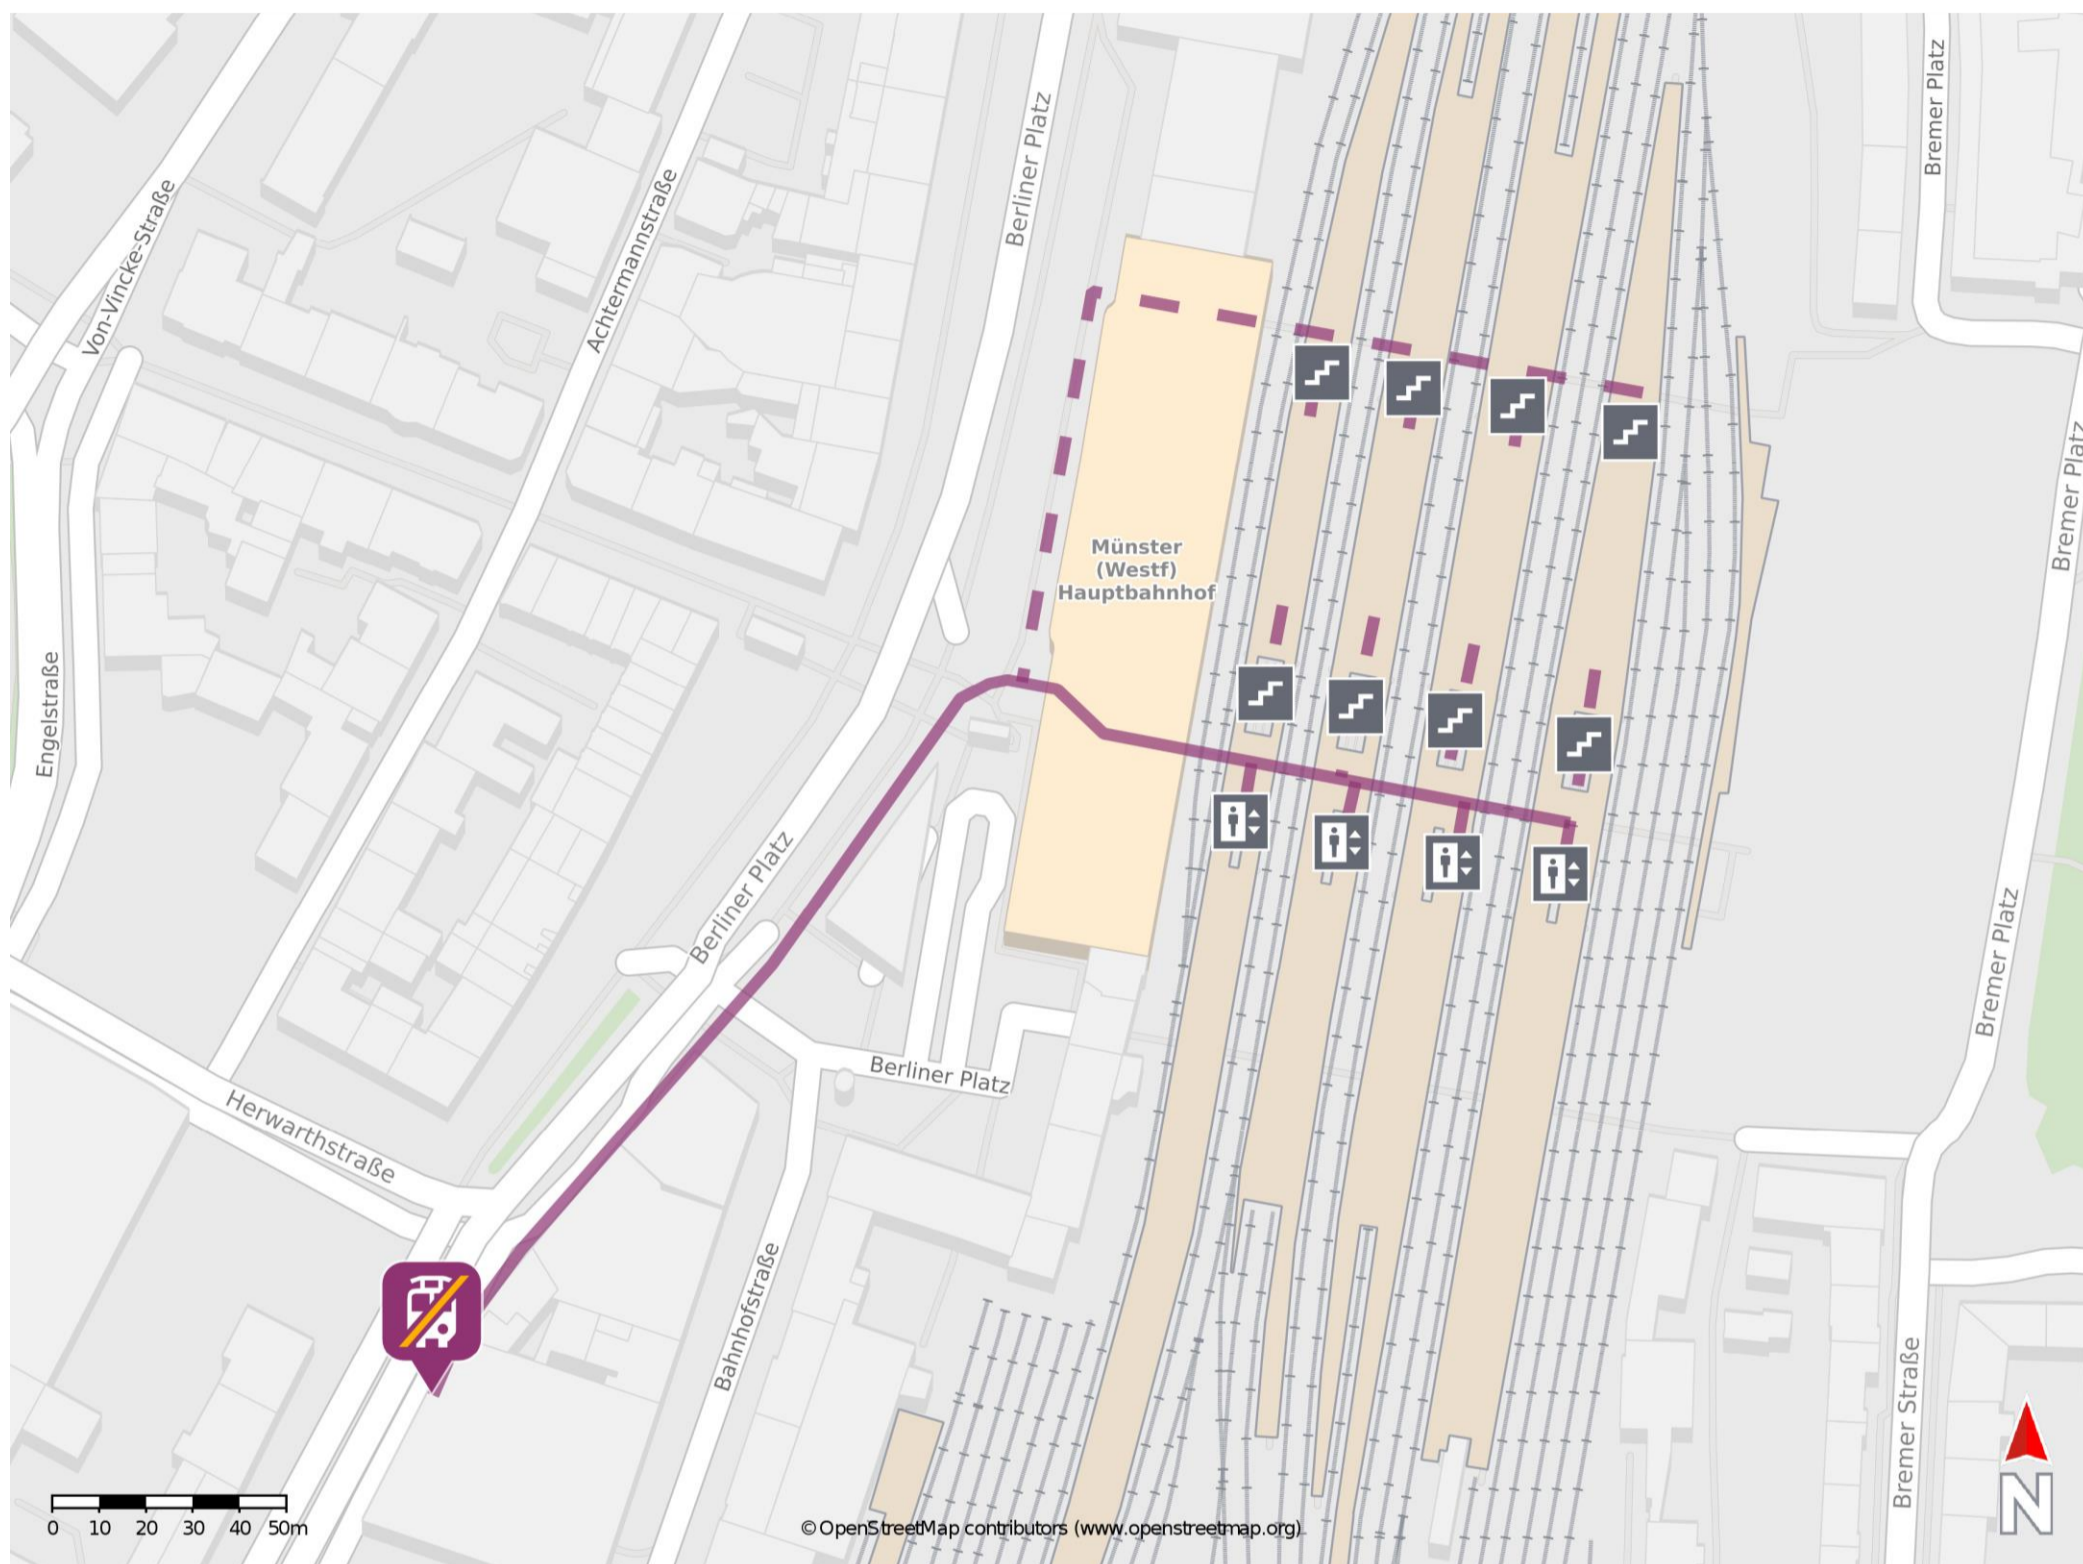 Berliner Platz
Bremer Platz
Von-Vincke-Straße
Achtermannstraße
Bremer Platz
Münster
(Westf)
Hauptbahnhof
Engelstraße
Berliner Platz
Bremer Platz
Berliner Platz
Herwarthstraße
Bahnhofstraße
Bremer Straße
N
0 10 20 30 40 50m
©OpenStreetMap contributors (www.openstreetmap.org)